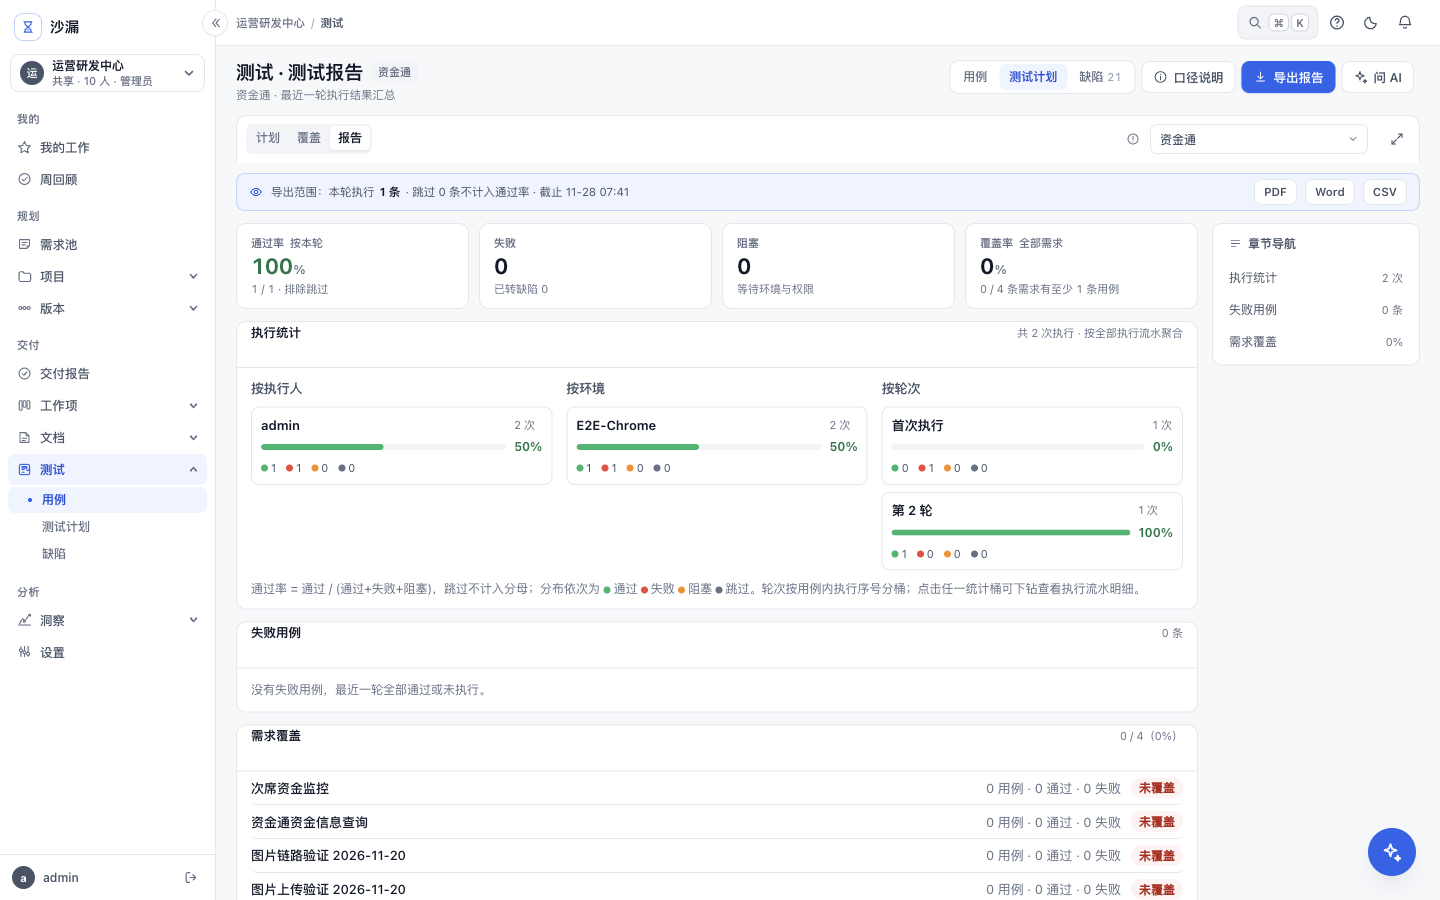 沙漏
运
运营研发中心
共享 · 10 人 · 管理员
我的
我的工作
周回顾
规划
需求池
项目
版本
交付
交付报告
工作项
文档
测试
用例
测试计划
缺陷
分析
洞察
设置
a
admin
运营研发中心 / 测试
⌘ K
测试 · 测试报告 资金通
资金通 · 最近一轮执行结果汇总
用例 测试计划 缺陷 21
口径说明
导出报告
问 AI
计划 覆盖 报告
资金通
导出范围：本轮执行 1 条 · 跳过 0 条不计入通过率 · 截止 11-28 07:41
PDF Word CSV
通过率 按本轮
100%
1 / 1 · 排除跳过
失败
0
已转缺陷 0
阻塞
0
等待环境与权限
覆盖率 全部需求
0%
0 / 4 条需求有至少 1 条用例
章节导航
执行统计 2 次
失败用例 0 条
需求覆盖 0%
执行统计 共 2 次执行 · 按全部执行流水聚合
按执行人
admin 2 次
50%
1 1 0 0
按环境
E2E-Chrome 2 次
50%
1 1 0 0
按轮次
首次执行 1 次
0%
0 1 0 0
第 2 轮 1 次
100%
1 0 0 0
通过率 = 通过 / (通过+失败+阻塞)，跳过不计入分母；分布依次为 通过 失败 阻塞 跳过。轮次按用例内执行序号分桶；点击任一统计桶可下钻查看执行流水明细。
失败用例 0 条
没有失败用例，最近一轮全部通过或未执行。
需求覆盖 0 / 4（0%）
次席资金监控 0 用例 · 0 通过 · 0 失败 未覆盖
资金通资金信息查询 0 用例 · 0 通过 · 0 失败 未覆盖
图片链路验证 2026-11-20 0 用例 · 0 通过 · 0 失败 未覆盖
图片上传验证 2026-11-20 0 用例 · 0 通过 · 0 失败 未覆盖